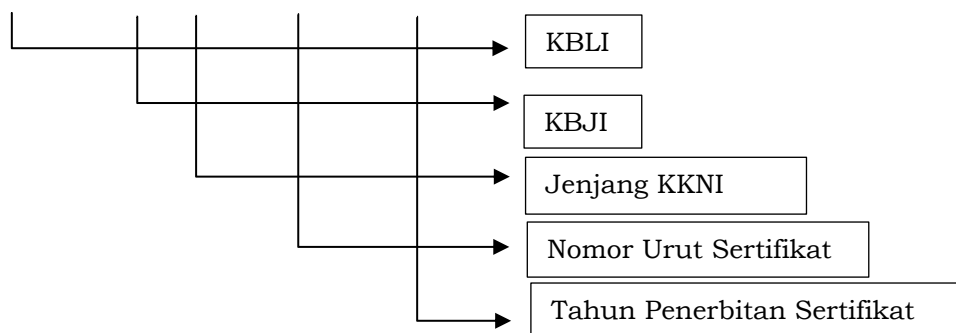 KBLI
KBJI
Jenjang KKNI
Nomor Urut Sertifikat
Tahun Penerbitan Sertifikat